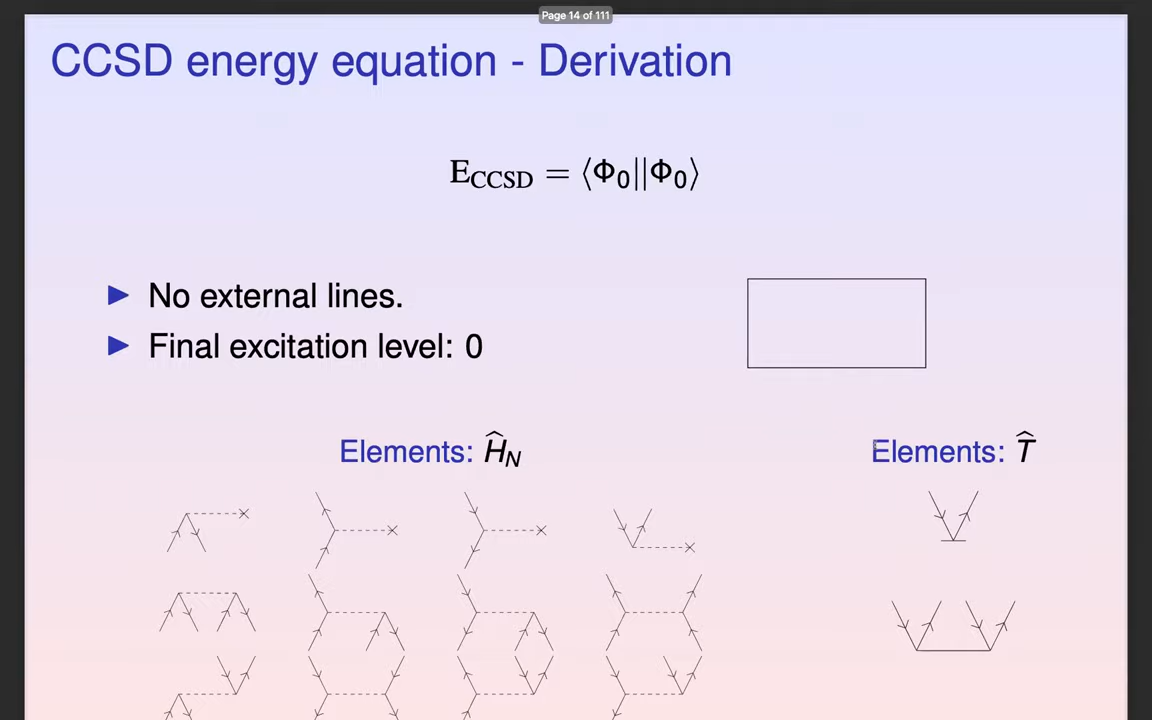 Page 14 of 111
CCSD energy equation - Derivation
E_CCSD = ⟨Φ₀||Φ₀⟩
▶ No external lines.
▶ Final excitation level: 0
Elements: Ĥ_N
Elements: T̂